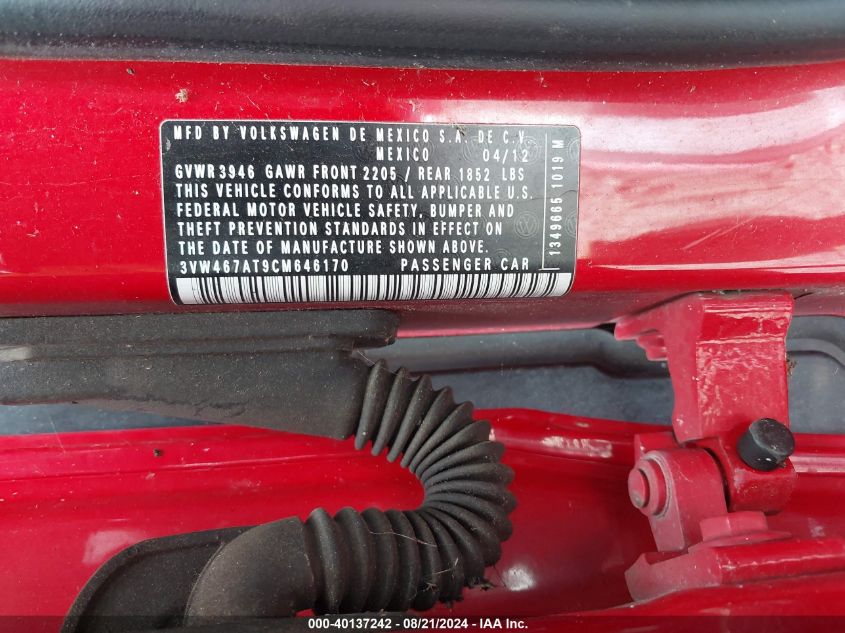 MFD BY VOLKSWAGEN DE MEXICO S.A. DE C.V.
MEXICO 04/12
GVWR 3946 GAWR FRONT 2205 / REAR 1852 LBS
THIS VEHICLE CONFORMS TO ALL APPLICABLE U.S.
FEDERAL MOTOR VEHICLE SAFETY, BUMPER AND
THEFT PREVENTION STANDARDS IN EFFECT ON
THE DATE OF MANUFACTURE SHOWN ABOVE.
3VW467AT9CM646170 PASSENGER CAR
1349665 1019 M
000-40137242 - 08/21/2024 - IAA Inc.